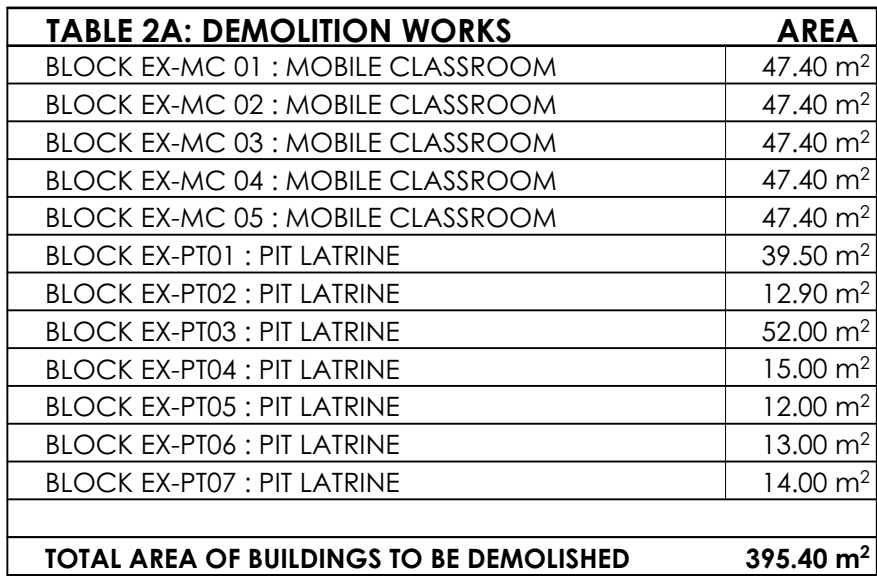 TABLE 2A: DEMOLITION WORKS AREA
BLOCK EX-MC 01 : MOBILE CLASSROOM 47.40 m²
BLOCK EX-MC 02 : MOBILE CLASSROOM 47.40 m²
BLOCK EX-MC 03 : MOBILE CLASSROOM 47.40 m²
BLOCK EX-MC 04 : MOBILE CLASSROOM 47.40 m²
BLOCK EX-MC 05 : MOBILE CLASSROOM 47.40 m²
BLOCK EX-PT01 : PIT LATRINE 39.50 m²
BLOCK EX-PT02 : PIT LATRINE 12.90 m²
BLOCK EX-PT03 : PIT LATRINE 52.00 m²
BLOCK EX-PT04 : PIT LATRINE 15.00 m²
BLOCK EX-PT05 : PIT LATRINE 12.00 m²
BLOCK EX-PT06 : PIT LATRINE 13.00 m²
BLOCK EX-PT07 : PIT LATRINE 14.00 m²
TOTAL AREA OF BUILDINGS TO BE DEMOLISHED 395.40 m²